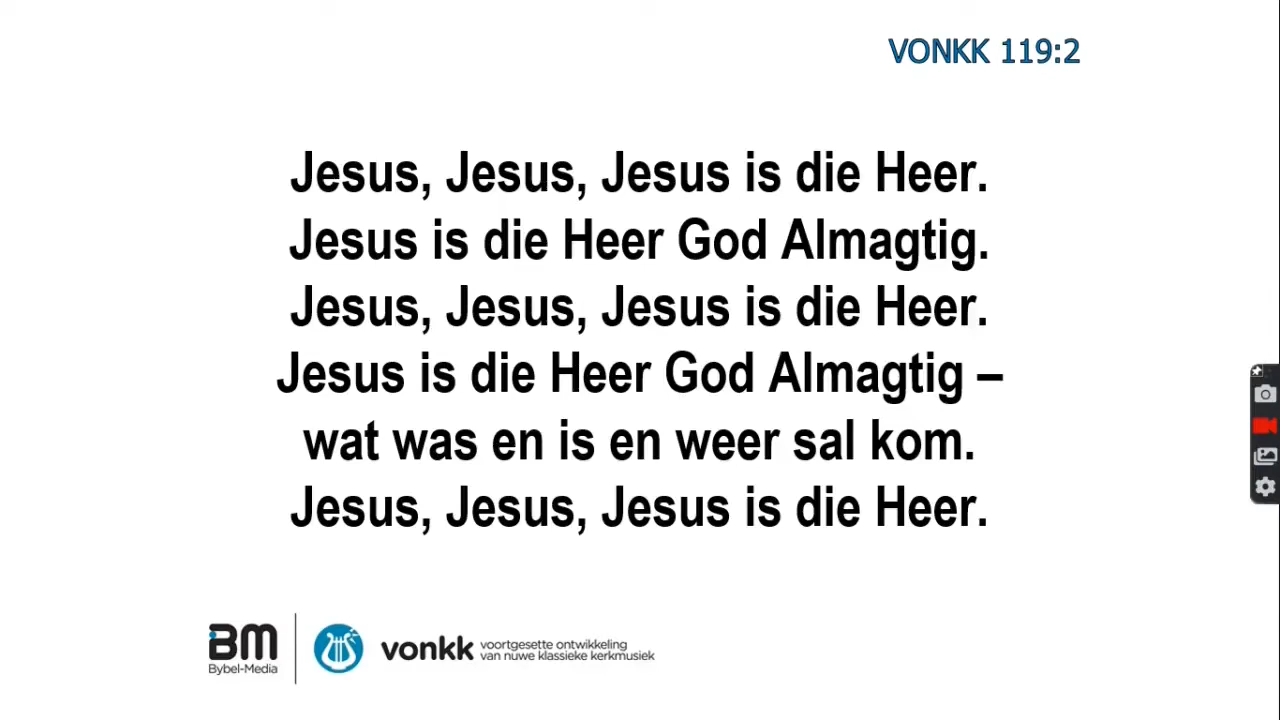 VONKK 119:2
Jesus, Jesus, Jesus is die Heer.
Jesus is die Heer God Almagtig.
Jesus, Jesus, Jesus is die Heer.
Jesus is die Heer God Almagtig –
wat was en is en weer sal kom.
Jesus, Jesus, Jesus is die Heer.
BM
Bybel-Media
vonkk
voortgesette ontwikkeling
van nuwe klassieke kerkmusiek